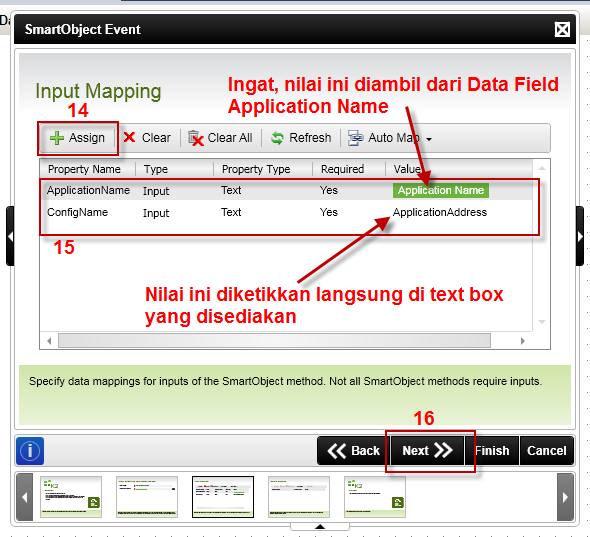 Da
SmartObject Event
Input Mapping
Ingat, nilai ini diambil dari Data Field
Application Name
14
Assign Clear Clear All Refresh Auto Map
Property Name Type Property Type Required Value
ApplicationName Input Text Yes Application Name
ConfigName Input Text Yes ApplicationAddress
15
Nilai ini diketikkan langsung di text box
yang disediakan
Specify data mappings for inputs of the SmartObject method. Not all SmartObject methods require inputs.
16
Back Next Finish Cancel